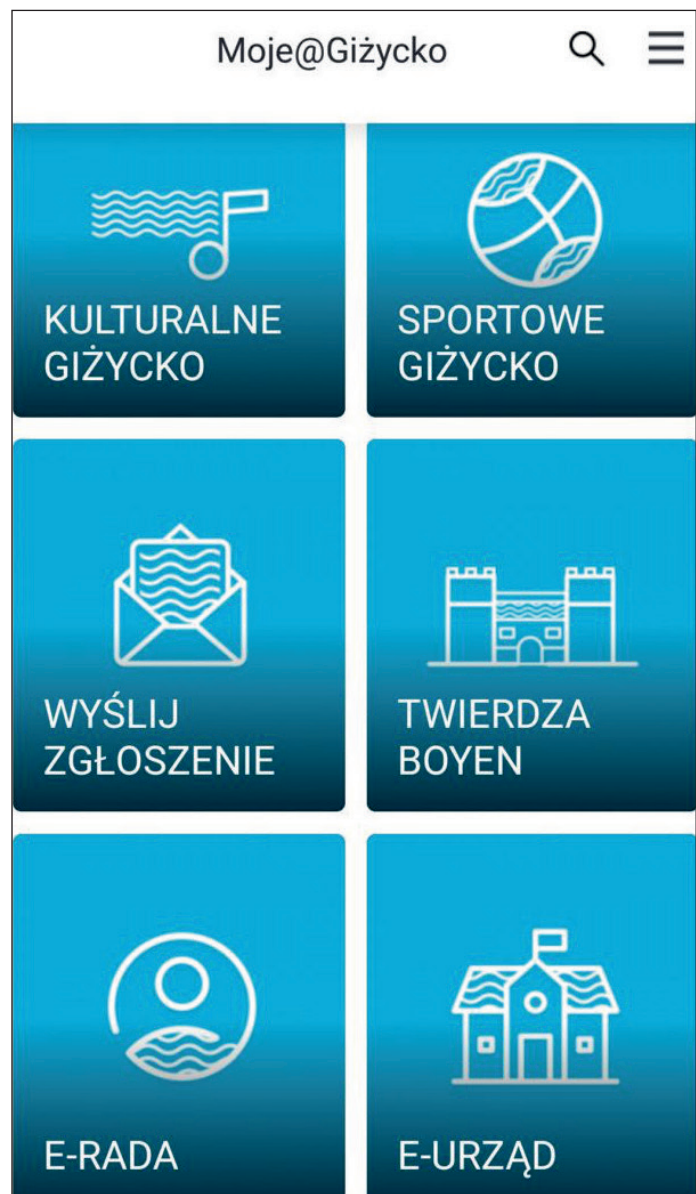 Moje@Giżycko
KULTURALNE
GIŻYCKO
SPORTOWE
GIŻYCKO
WYŚLIJ
ZGŁOSZENIE
TWIERDZA
BOYEN
E-RADA
E-URZĄD